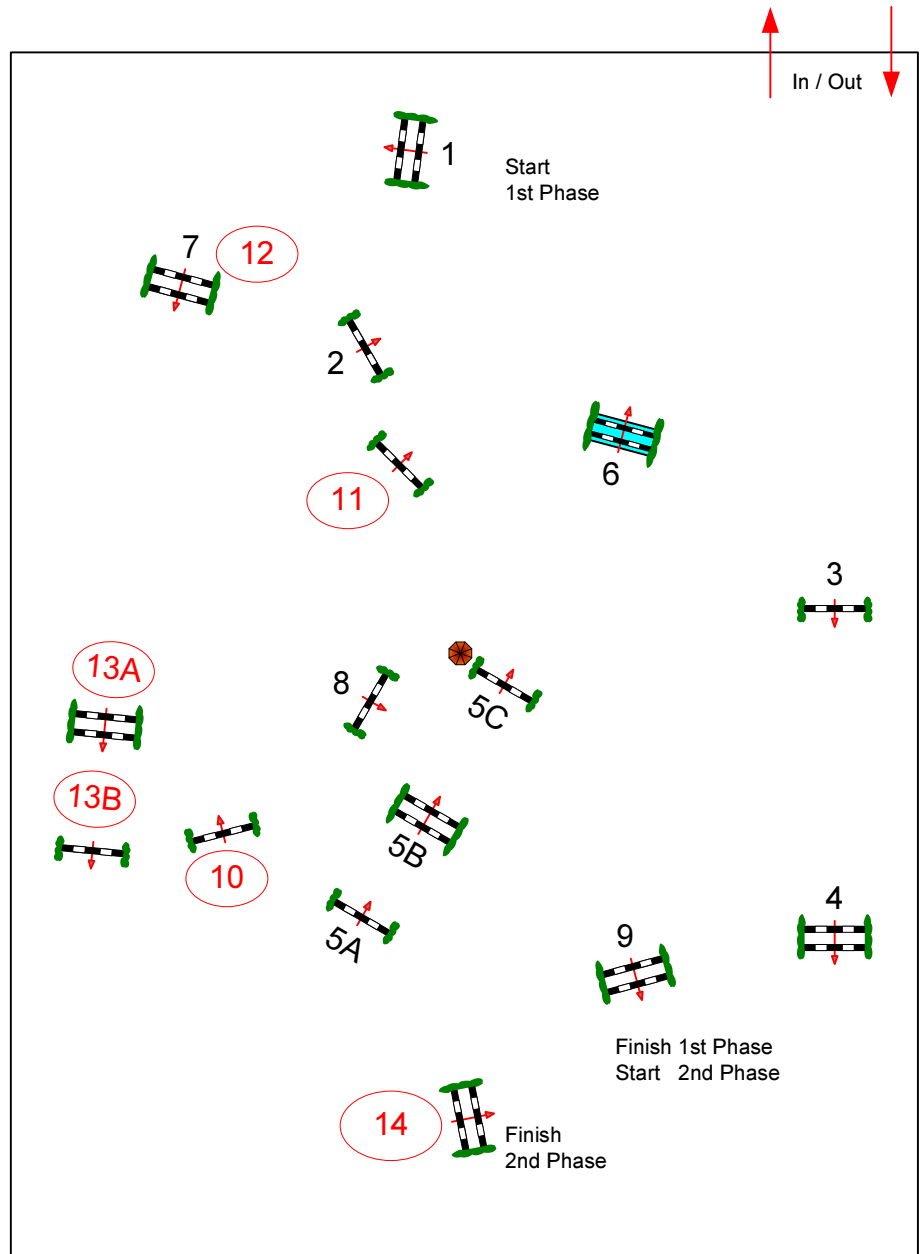 In / Out
1
Start
1st Phase
7
12
2
6
11
3
13A
8
5C
13B
5B
10
4
5A
9
Finish 1st Phase
Start 2nd Phase
14
Finish
2nd Phase